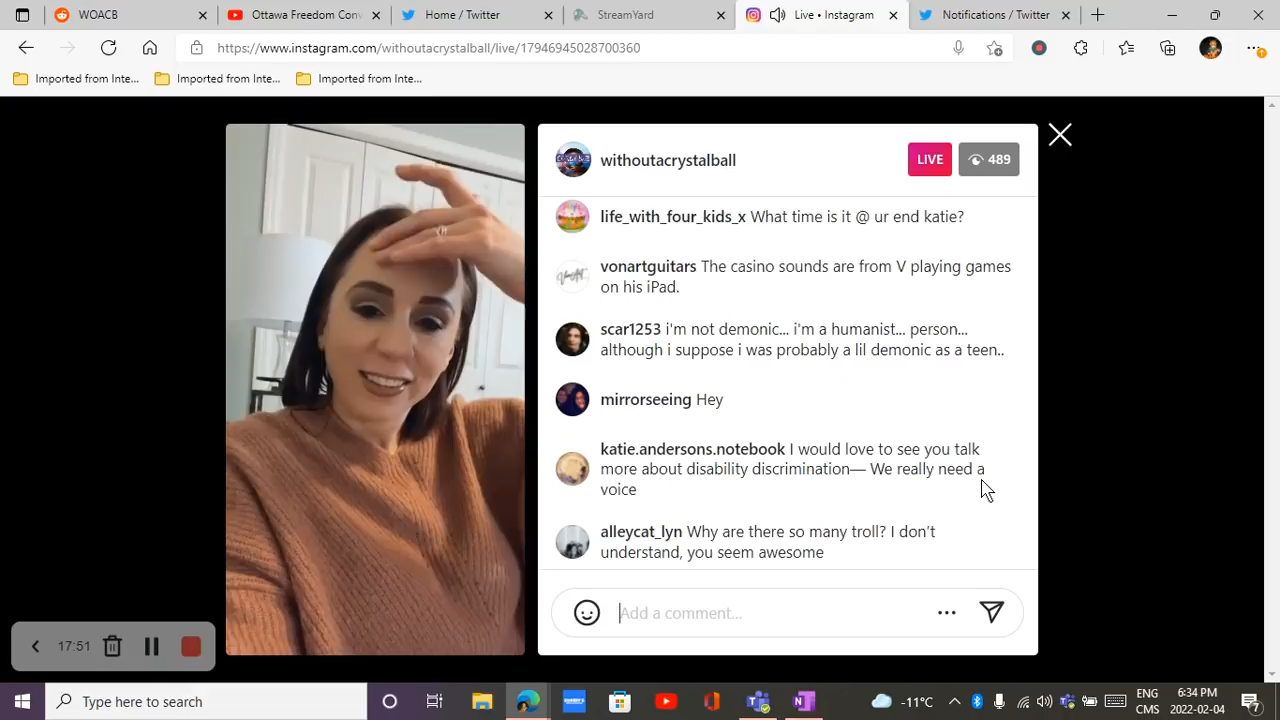 WOACB
Ottawa Freedom Con
Home / Twitter
StreamYard
Live • Instagram
Notifications / Twitter
https://www.instagram.com/withoutacrystalball/live/17946945028700360
Imported from Inte...
Imported from Inte...
Imported from Inte...
withoutacrystalball
LIVE
489
life_with_four_kids_x What time is it @ ur end katie?
vonartguitars The casino sounds are from V playing games
on his iPad.
scar1253 i'm not demonic... i'm a humanist... person...
although i suppose i was probably a lil demonic as a teen..
mirrorseeing Hey
katie.andersons.notebook I would love to see you talk
more about disability discrimination— We really need a
voice
alleycat_lyn Why are there so many troll? I don't
understand, you seem awesome
Add a comment...
17:51
Type here to search
-11°C
ENG
CMS
6:34 PM
2022-02-04
7